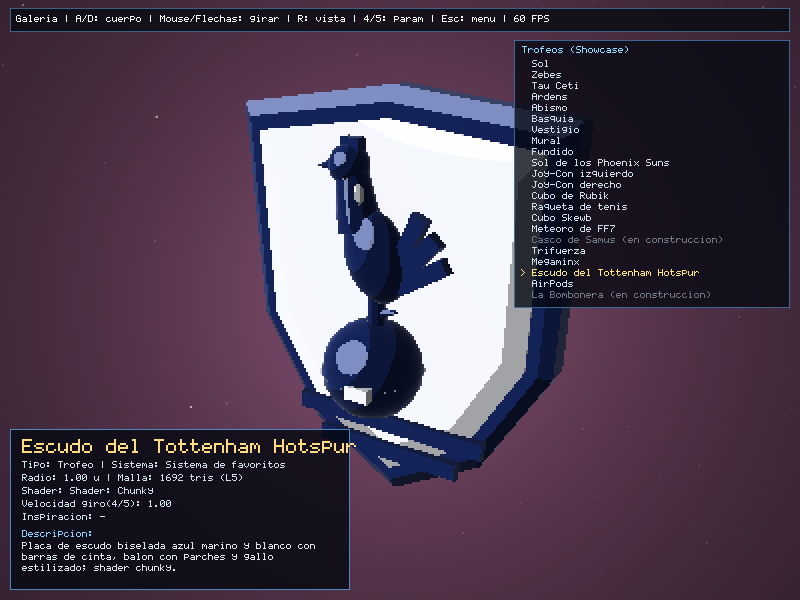 Galeria | A/D: cuerpo | Mouse/Flechas: girar | R: vista | 4/5: param | Esc: menu | 60 FPS
Trofeos (Showcase)
Sol
Zebes
Tau Ceti
Ardens
Abismo
Basquia
Vestigio
Mural
Fundido
Sol de los Phoenix Suns
Joy-Con izquierdo
Joy-Con derecho
Cubo de Rubik
Raqueta de tenis
Cubo Skewb
Meteoro de FF7
Casco de Samus (en construccion)
Trifuerza
Megaminx
> Escudo del Tottenham Hotspur
AirPods
La Bombonera (en construccion)
Escudo del Tottenham Hotspur
Tipo: Trofeo | Sistema: Sistema de favoritos
Radio: 1.00 u | Malla: 1692 tris (L5)
Shader: Shader: Chunky
Velocidad giro(4/5): 1.00
Inspiracion: -
Descripcion:
Placa de escudo biselada azul marino y blanco con
barras de cinta, balon con parches y gallo
estilizado; shader chunky.